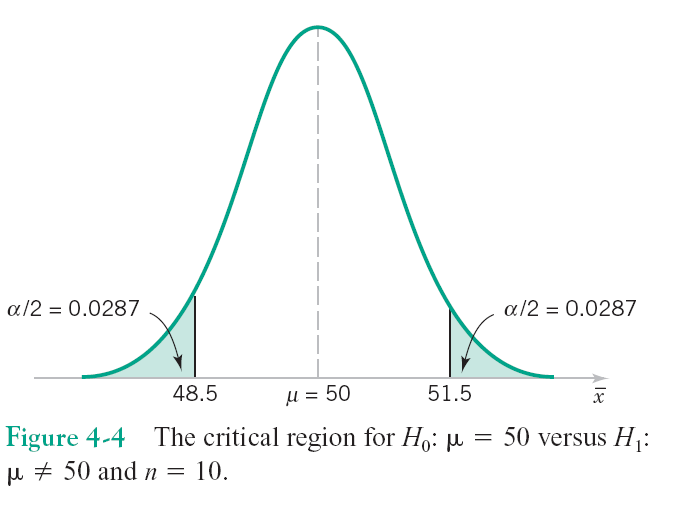 α/2 = 0.0287
α/2 = 0.0287
48.5
μ = 50
51.5
x̅
Figure 4-4 The critical region for H₀: μ = 50 versus H₁:
μ ≠ 50 and n = 10.